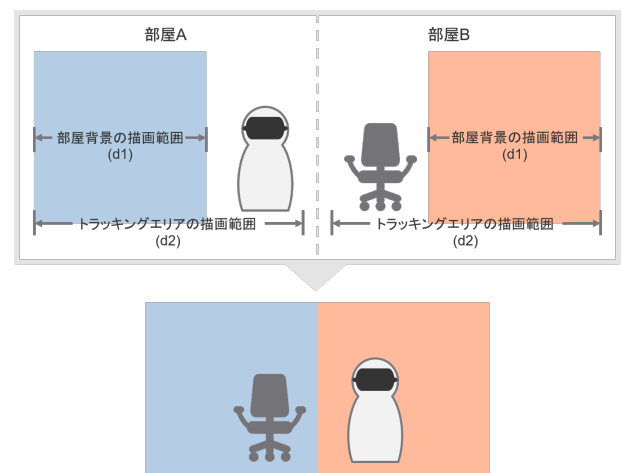 部屋A
部屋B
部屋背景の描画範囲
(d1)
部屋背景の描画範囲
(d1)
トラッキングエリアの描画範囲
(d2)
トラッキングエリアの描画範囲
(d2)